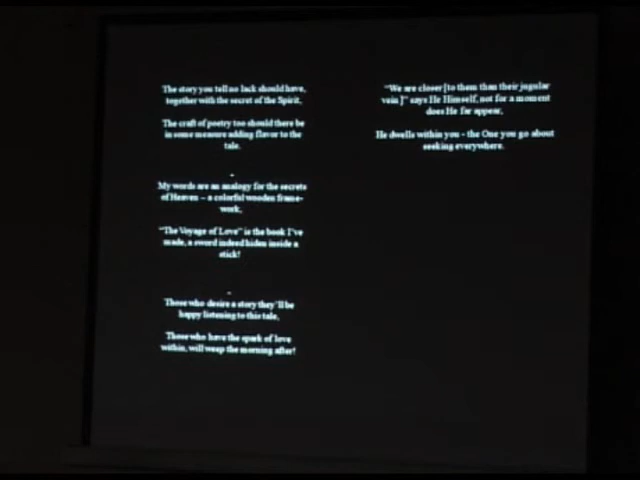 The story you tell no lack should have,
together with the secret of the Spirit,
The craft of poetry too should there be
in some measure adding flavor to the
tale.
-
My words are an analogy for the secrets
of Heaven – a colorful wooden frame-
work,
"The Voyage of Love" is the book I've
made, a sword indeed hiden inside a
stick!
-
Those who desire a story they'll be
happy listening to this tale,
Those who have the spark of love
within, will weep the morning after!
"We are closer [to them than their jugular
vein ]" says He Himself, not for a moment
does He far appear,
He dwells within you - the One you go about
seeking everywhere.